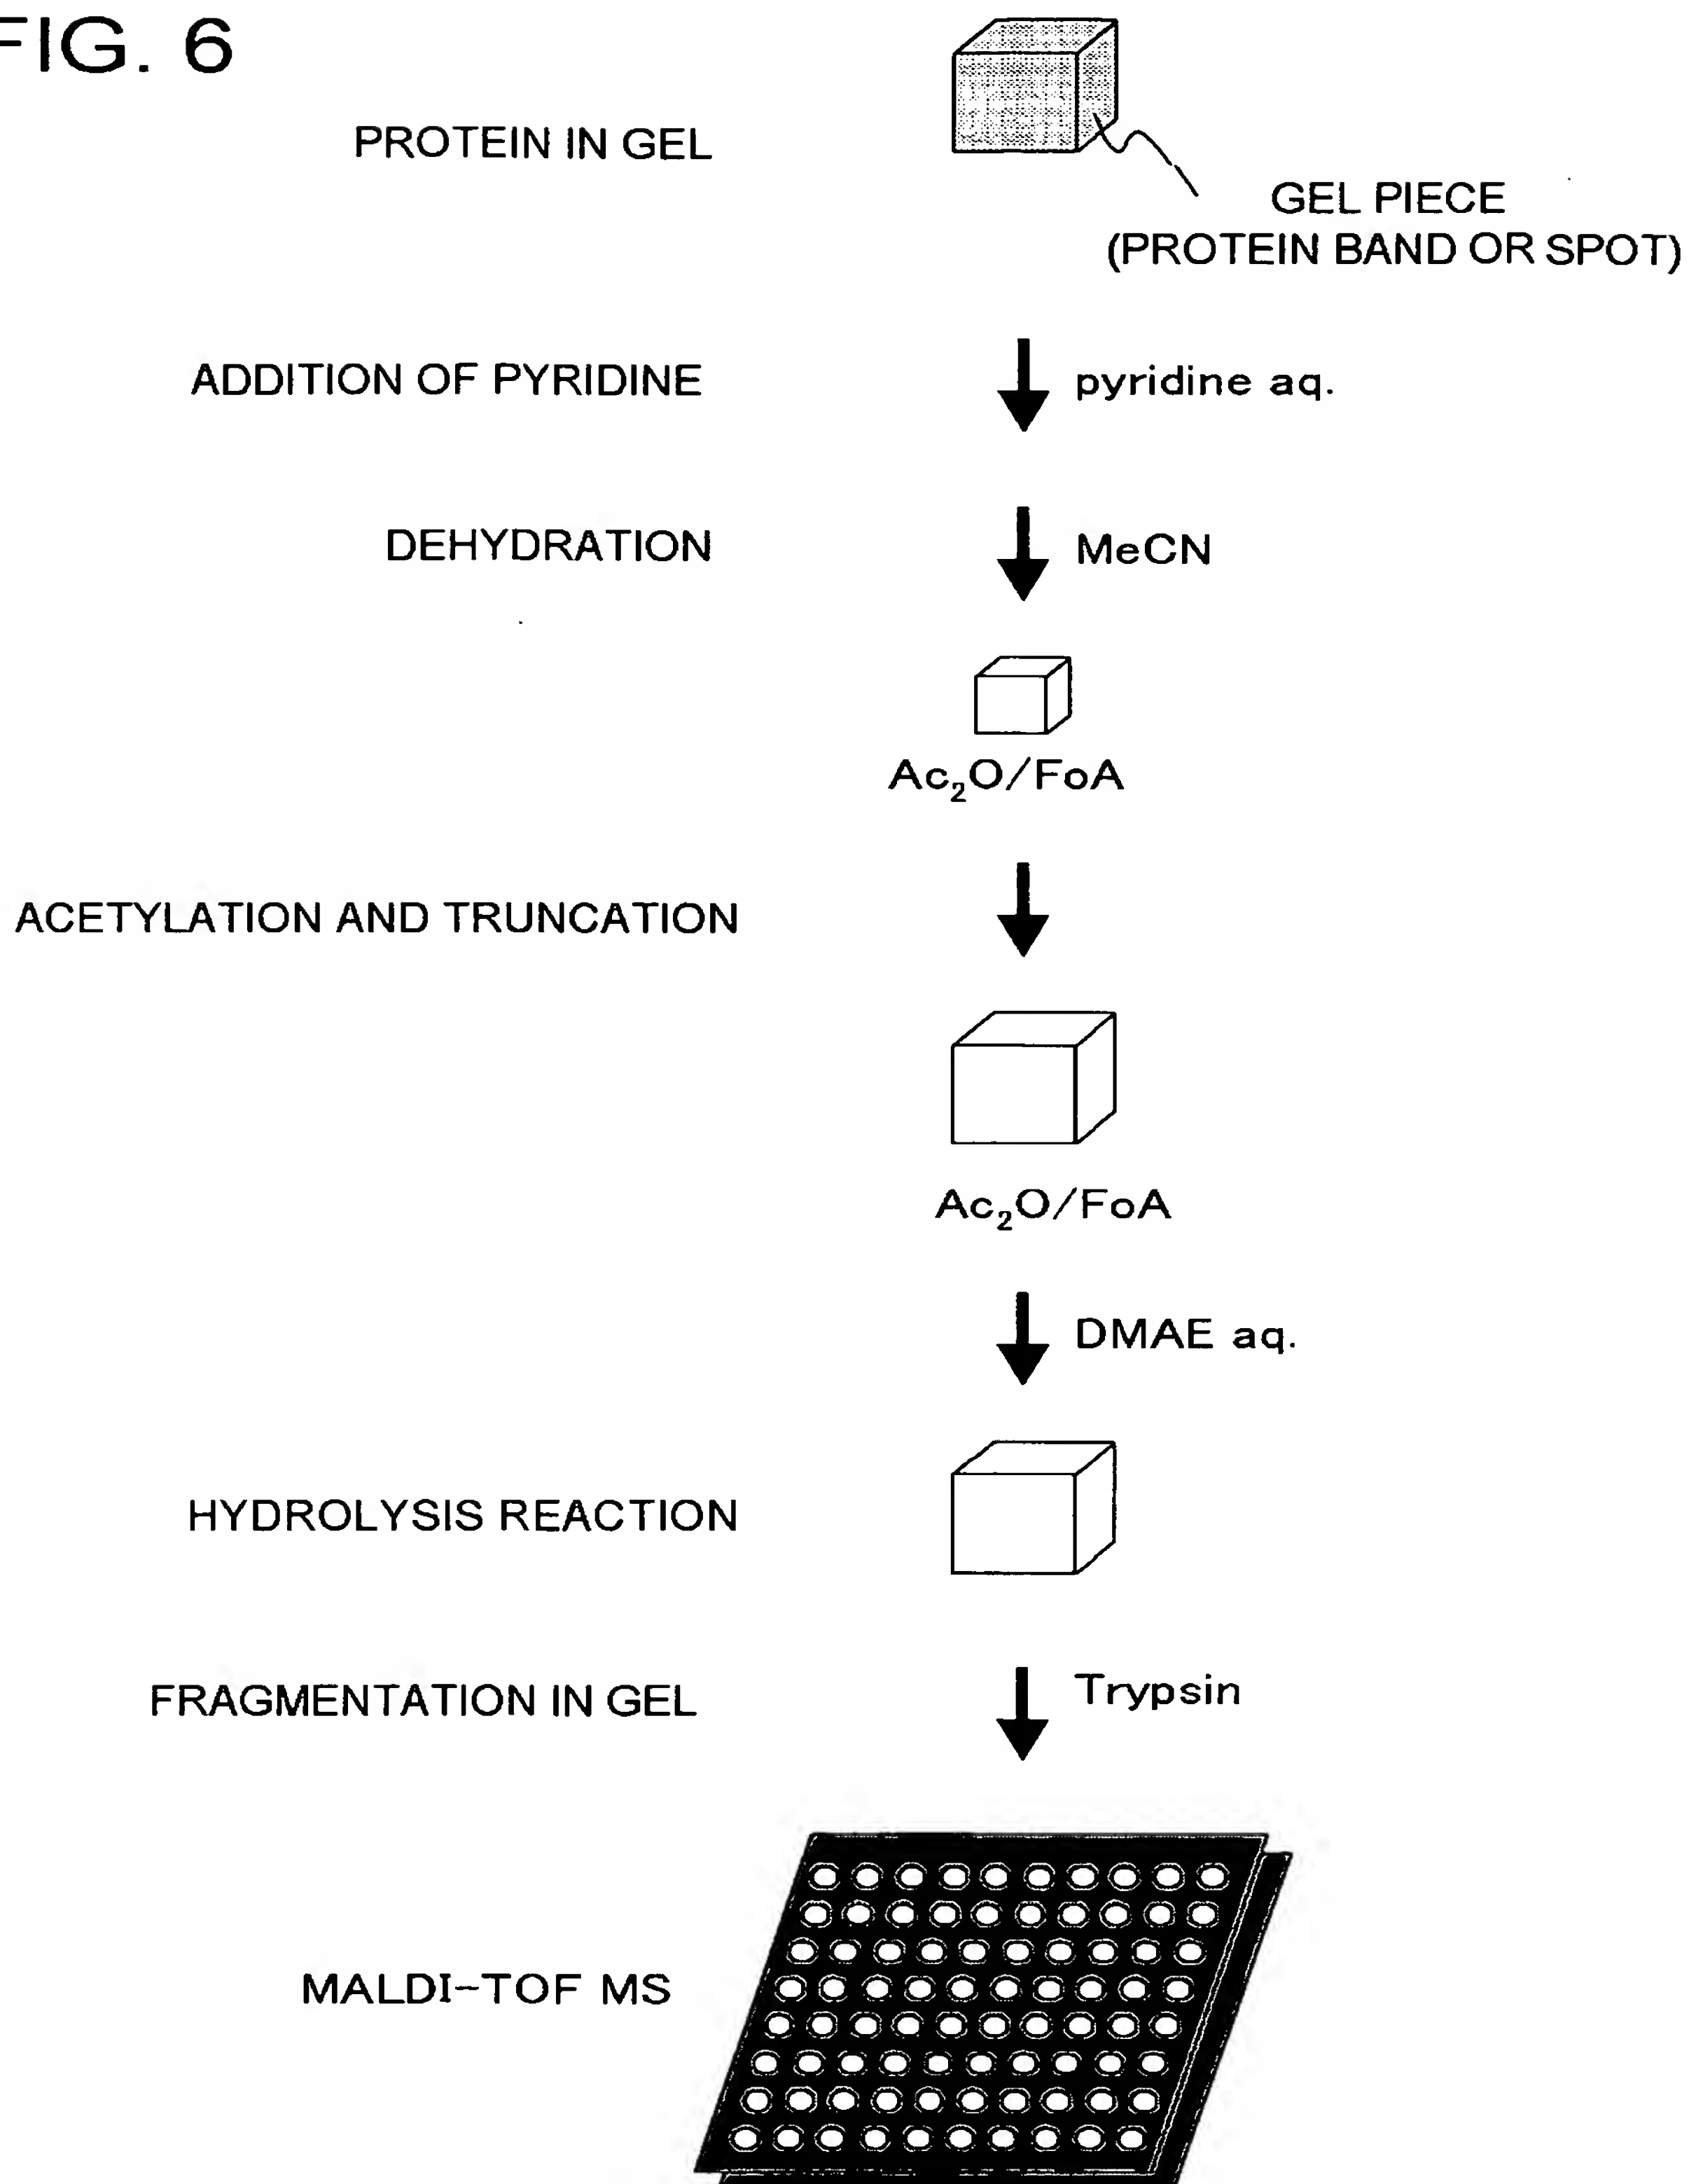 FIG. 6
PROTEIN IN GEL
GEL PIECE
(PROTEIN BAND OR SPOT)
ADDITION OF PYRIDINE
pyridine aq.
DEHYDRATION
MeCN
Ac₂O/FoA
ACETYLATION AND TRUNCATION
Ac₂O/FoA
DMAE aq.
HYDROLYSIS REACTION
FRAGMENTATION IN GEL
Trypsin
MALDI-TOF MS